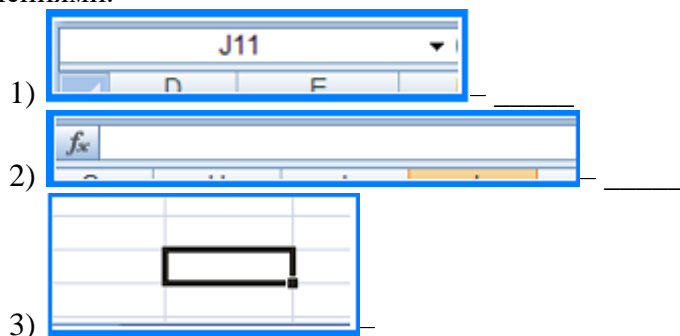 J11
D E
1) – _____
fx
2) – _____
3) –